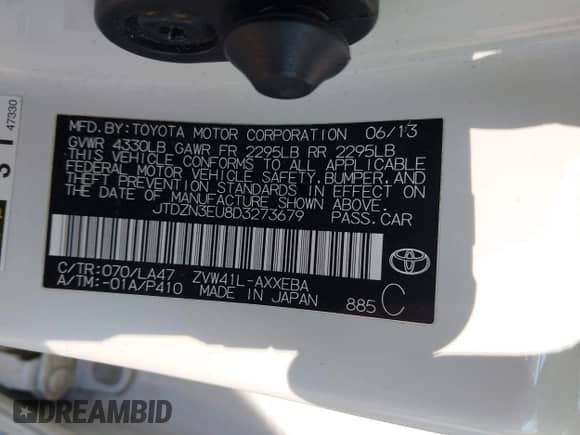 47330
MFD.BY:TOYOTA MOTOR CORPORATION 06/13
GVWR 4330LB GAWR FR 2295LB RR 2295LB
THIS VEHICLE CONFORMS TO ALL APPLICABLE
FEDERAL MOTOR VEHICLE SAFETY,BUMPER,AND
THEFT PREVENTION STANDARDS IN EFFECT ON
THE DATE OF MANUFACTURE SHOWN ABOVE.
JTDZN3EU8D3273679 PASS.CAR
C/TR:070/LA47 ZVW41L-AXXEBA
A/TM:-01A/P410 MADE IN JAPAN
885 C
DREAMBID